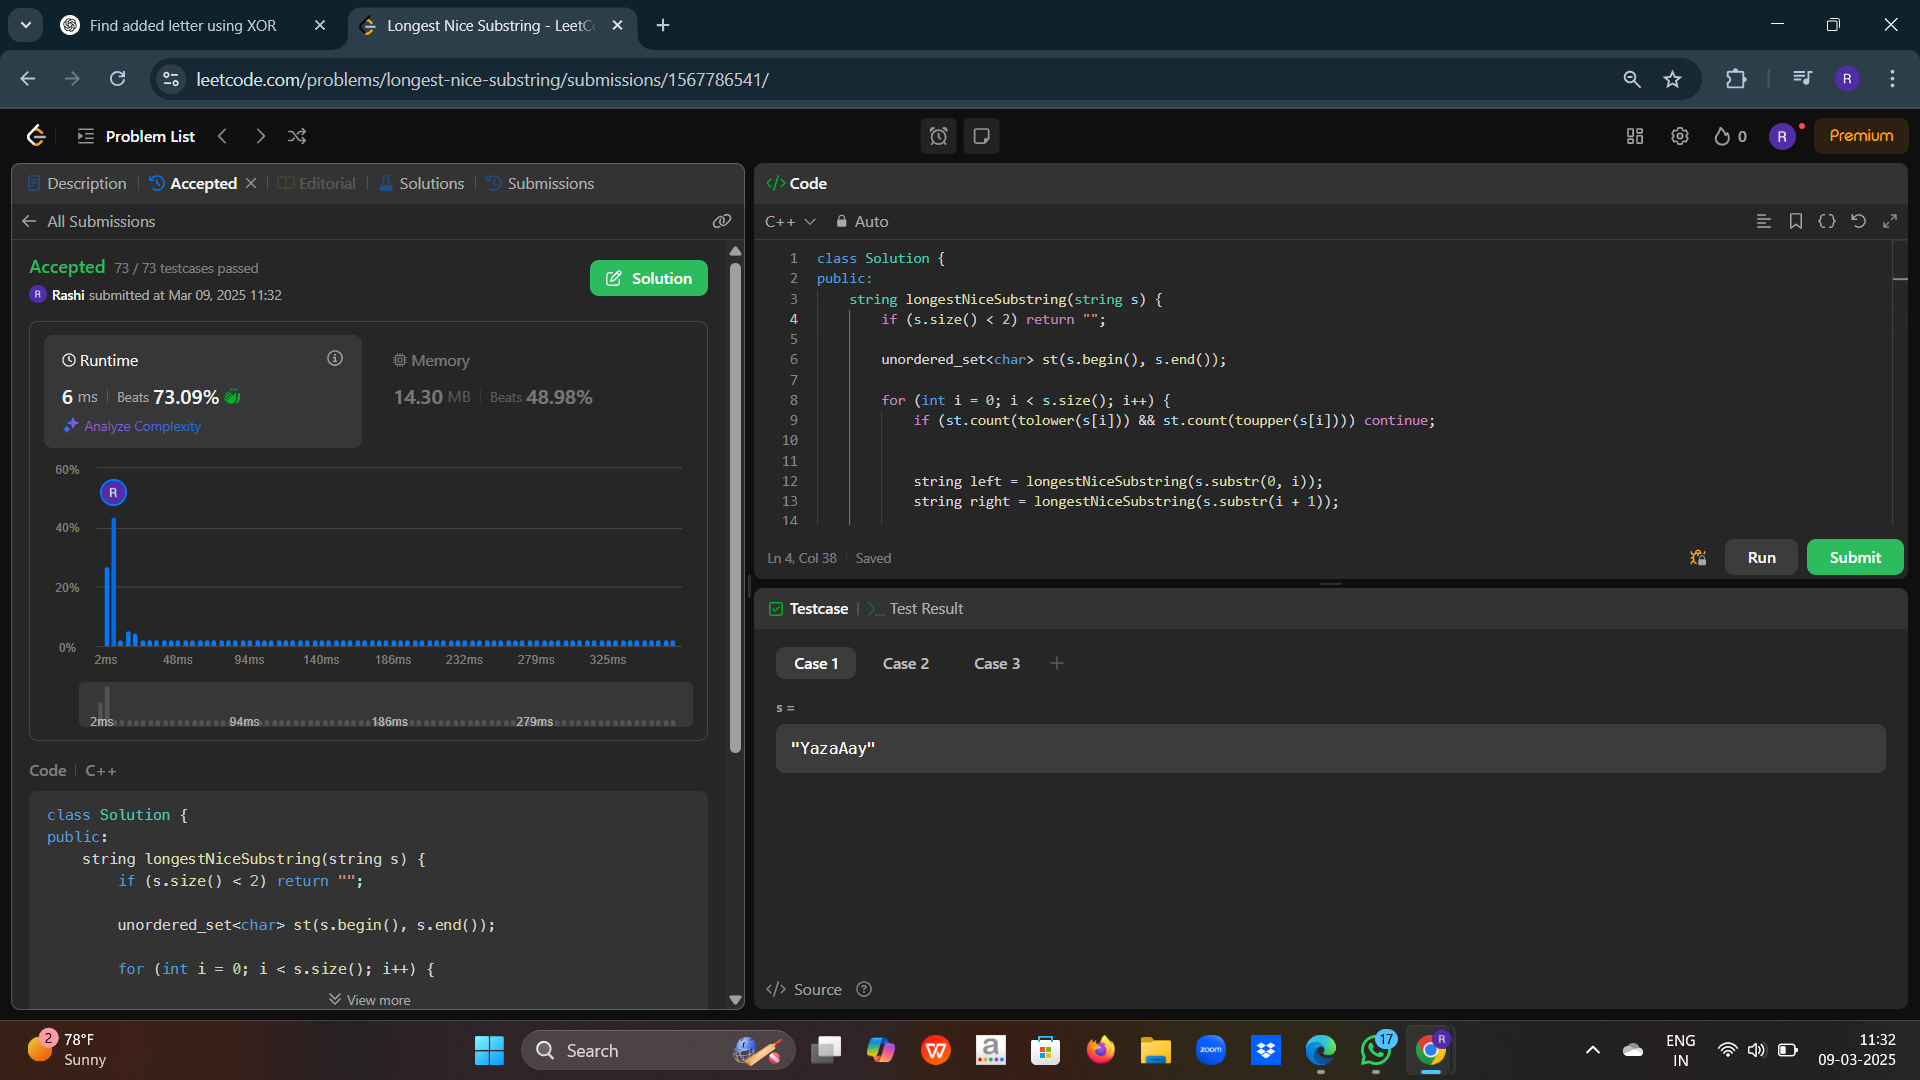 Find added letter using XOR
Longest Nice Substring - LeetCo
leetcode.com/problems/longest-nice-substring/submissions/1567786541/
R
Problem List
0
R
Premium
Description
Accepted
Editorial
Solutions
Submissions
All Submissions
Accepted 73 / 73 testcases passed
R Rashi submitted at Mar 09, 2025 11:32
Solution
Runtime
6 ms Beats 73.09%
Analyze Complexity
Memory
14.30 MB Beats 48.98%
60%
R
40%
20%
0%
2ms 48ms 94ms 140ms 186ms 232ms 279ms 325ms
2ms 94ms 186ms 279ms
Code C++
class Solution {
public:
    string longestNiceSubstring(string s) {
        if (s.size() < 2) return "";
        unordered_set<char> st(s.begin(), s.end());
        for (int i = 0; i < s.size(); i++) {
View more
</> Code
C++ Auto
1 class Solution {
2 public:
3     string longestNiceSubstring(string s) {
4         if (s.size() < 2) return "";
5
6         unordered_set<char> st(s.begin(), s.end());
7
8         for (int i = 0; i < s.size(); i++) {
9             if (st.count(tolower(s[i])) && st.count(toupper(s[i]))) continue;
10
11
12             string left = longestNiceSubstring(s.substr(0, i));
13             string right = longestNiceSubstring(s.substr(i + 1));
14
Ln 4, Col 38 Saved
Run
Submit
Testcase
>_ Test Result
Case 1 Case 2 Case 3 +
s =
"YazaAay"
</> Source
2
78°F
Sunny
Search
W
a
zoom
17
R
ENG
IN
11:32
09-03-2025